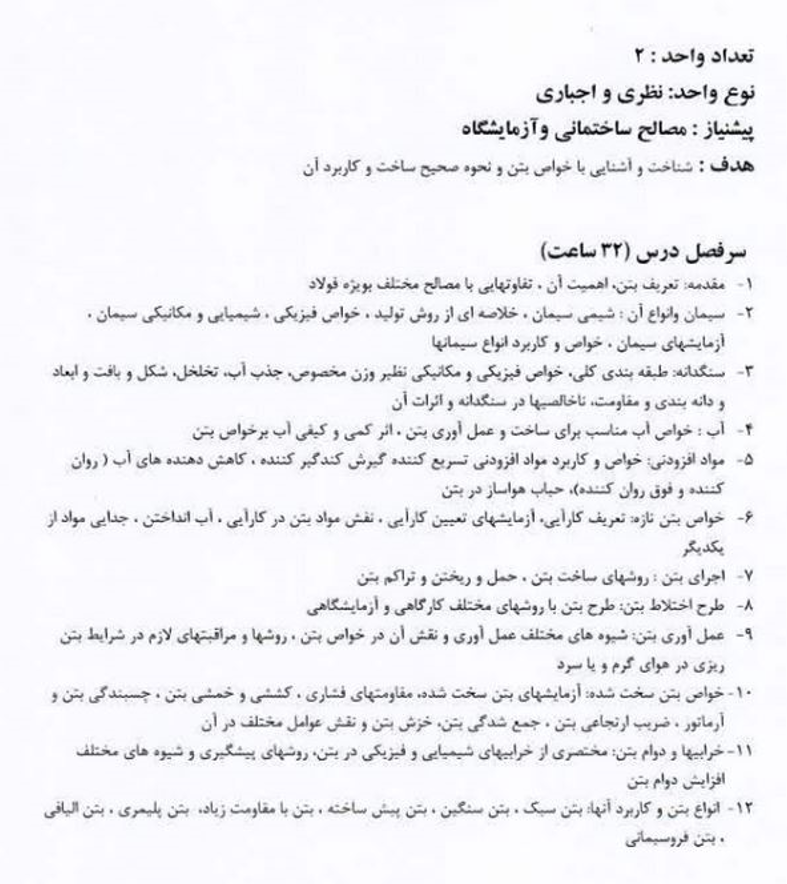 تعداد واحد : ۲
نوع واحد: نظری و اجباری
پیشنیاز : مصالح ساختمانی وآزمایشگاه
هدف : شناخت و آشنایی با خواص بتن و نحوه صحیح ساخت و کاربرد آن
سرفصل درس (۳۲ ساعت)
۱- مقدمه: تعریف بتن، اهمیت آن ، تفاوتهایی با مصالح مختلف بویژه فولاد
۲- سیمان وانواع آن : شیمی سیمان ، خلاصه ای از روش تولید ، خواص فیزیکی ، شیمیایی و مکانیکی سیمان ،
آزمایشهای سیمان ، خواص و کاربرد انواع سیمانها
۳- سنگدانه: طبقه بندی کلی، خواص فیزیکی و مکانیکی نظیر وزن مخصوص، جذب آب، تخلخل، شکل و بافت و ابعاد
و دانه بندی و مقاومت، ناخالصیها در سنگدانه و اثرات آن
۴- آب : خواص آب مناسب برای ساخت و عمل آوری بتن ، اثر کمی و کیفی آب برخواص بتن
۵- مواد افزودنی: خواص و کاربرد مواد افزودنی تسریع کننده گیرش کندگیر کننده ، کاهش دهنده های آب ( روان
کننده و فوق روان کننده)، حباب هواساز در بتن
۶- خواص بتن تازه: تعریف کارآیی، آزمایشهای تعیین کارآیی ، نقش مواد بتن در کارآیی ، آب انداختن ، جدایی مواد از
یکدیگر
۷- اجرای بتن : روشهای ساخت بتن ، حمل و ریختن و تراکم بتن
۸- طرح اختلاط بتن: طرح بتن با روشهای مختلف کارگاهی و آزمایشگاهی
۹- عمل آوری بتن: شیوه های مختلف عمل آوری و نقش آن در خواص بتن ، روشها و مراقبتهای لازم در شرایط بتن
ریزی در هوای گرم و یا سرد
۱۰- خواص بتن سخت شده: آزمایشهای بتن سخت شده، مقاومتهای فشاری ، کششی و خمشی بتن ، چسبندگی بتن و
آرماتور ، ضریب ارتجاعی بتن ، جمع شدگی بتن، خزش بتن و نقش عوامل مختلف در آن
۱۱- خرابیها و دوام بتن: مختصری از خرابیهای شیمیایی و فیزیکی در بتن، روشهای پیشگیری و شیوه های مختلف
افزایش دوام بتن
۱۲- انواع بتن و کاربرد آنها: بتن سبک ، بتن سنگین ، بتن پیش ساخته ، بتن با مقاومت زیاد، بتن پلیمری ، بتن الیافی
، بتن فروسیمانی